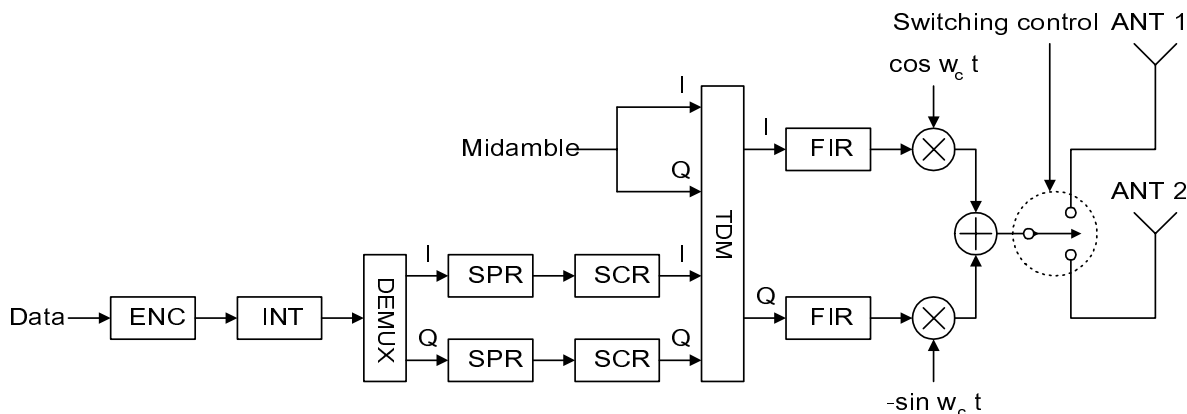 Switching control ANT 1
cos w_c t
I
I
Midamble
FIR
Q
ANT 2
TDM
I
SPR
SCR
I
DEMUX
Data
ENC
INT
Q
FIR
Q
SPR
SCR
Q
-sin w_c t